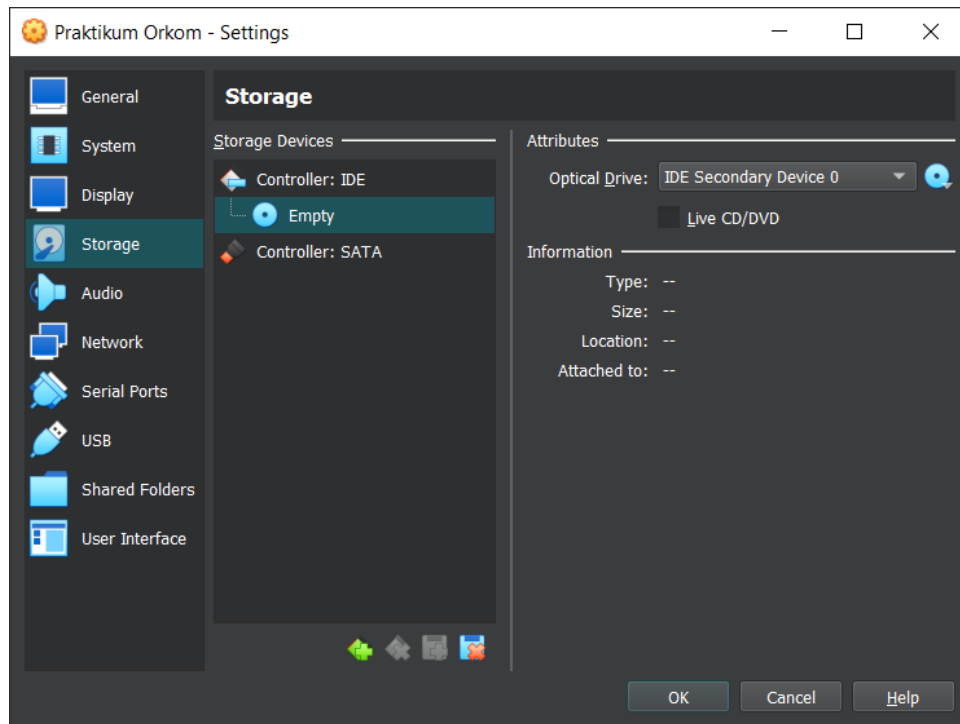 Praktikum Orkom - Settings
General
System
Display
Storage
Audio
Network
Serial Ports
USB
Shared Folders
User Interface
Storage
Storage Devices
Controller: IDE
Empty
Controller: SATA
Attributes
Optical Drive: IDE Secondary Device 0
Live CD/DVD
Information
Type: --
Size: --
Location: --
Attached to: --
OK Cancel Help